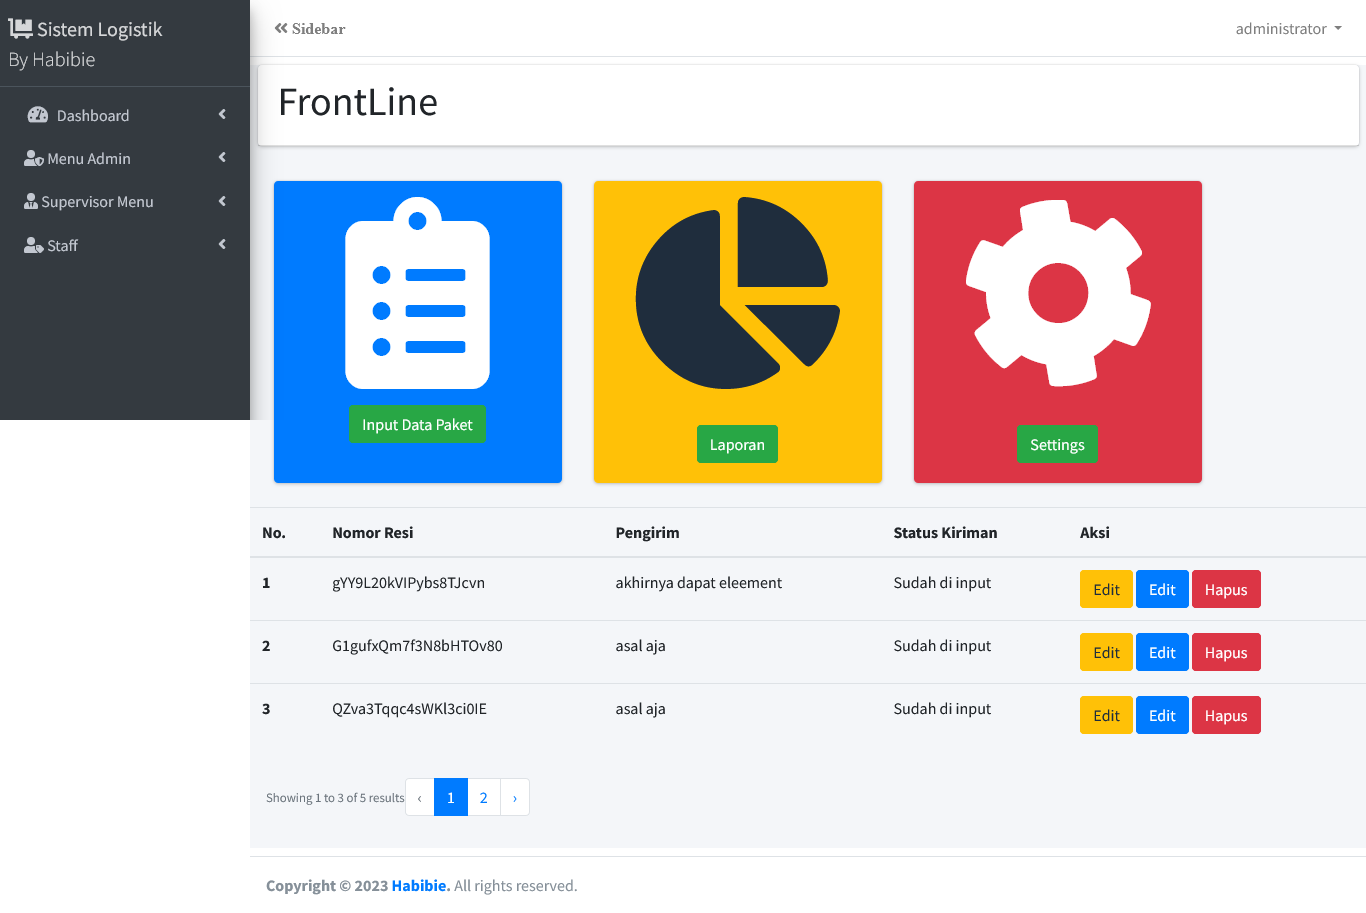 Sistem Logistik
By Habibie
Dashboard
Menu Admin
Supervisor Menu
Staff
Sidebar
administrator
FrontLine
Input Data Paket
Laporan
Settings
No. Nomor Resi Pengirim Status Kiriman Aksi
1 gYY9L20kVIPybs8TJcvn akhirnya dapat eleement Sudah di input Edit Edit Hapus
2 G1gufxQm7f3N8bHTOv80 asal aja Sudah di input Edit Edit Hapus
3 QZva3Tqqc4sWKl3ci0IE asal aja Sudah di input Edit Edit Hapus
Showing 1 to 3 of 5 results ‹ 1 2 ›
Copyright © 2023 Habibie. All rights reserved.